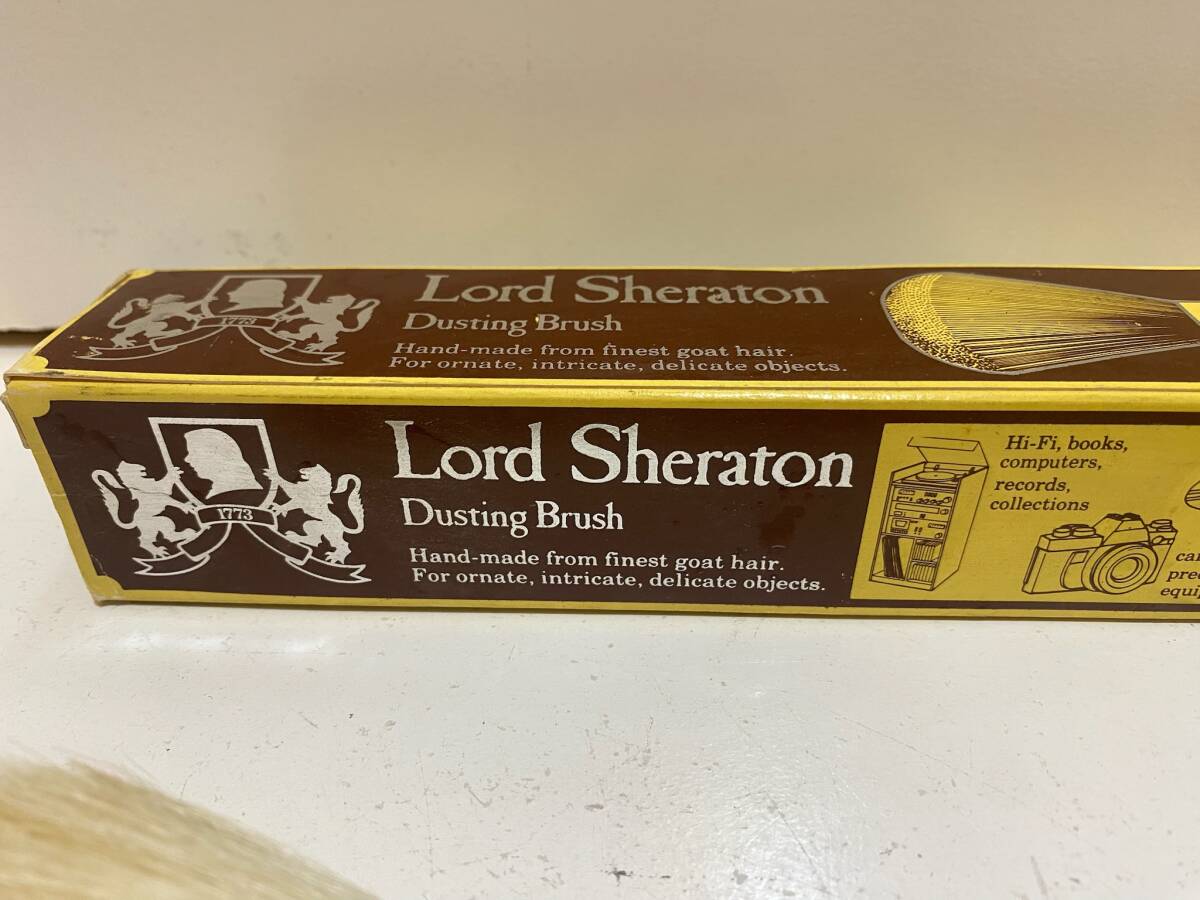 1773
Lord Sheraton
Dusting Brush
Hand-made from finest goat hair.
For ornate, intricate, delicate objects.
1773
Lord Sheraton
Dusting Brush
Hand-made from finest goat hair.
For ornate, intricate, delicate objects.
Hi-Fi, books,
computers,
records,
collections